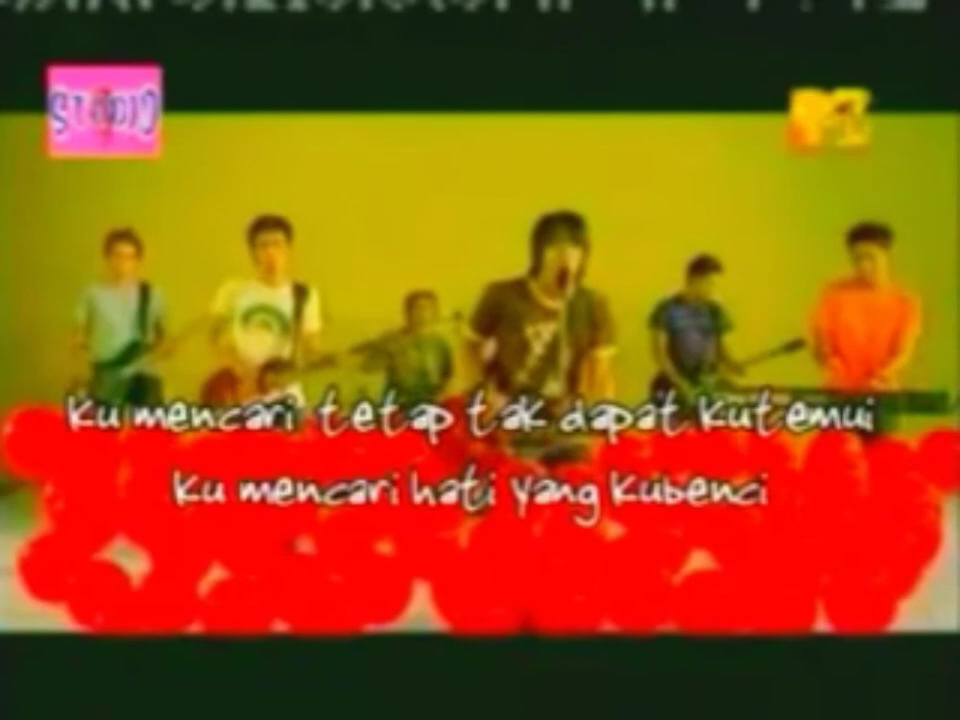 STUDIO
Ku mencari tetap tak dapat Kutemui
Ku mencari hati yang Kubenci